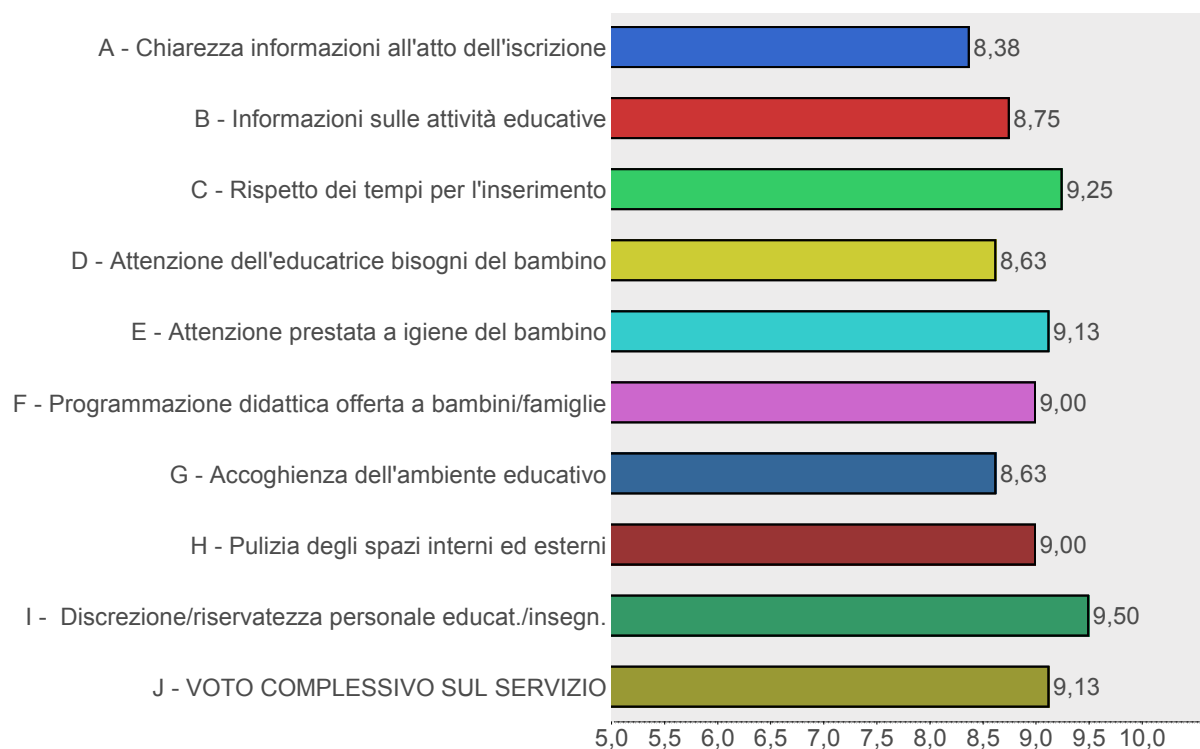 A - Chiarezza informazioni all'atto dell'iscrizione 8,38
B - Informazioni sulle attività educative 8,75
C - Rispetto dei tempi per l'inserimento 9,25
D - Attenzione dell'educatrice bisogni del bambino 8,63
E - Attenzione prestata a igiene del bambino 9,13
F - Programmazione didattica offerta a bambini/famiglie 9,00
G - Accoghienza dell'ambiente educativo 8,63
H - Pulizia degli spazi interni ed esterni 9,00
I - Discrezione/riservatezza personale educat./insegn. 9,50
J - VOTO COMPLESSIVO SUL SERVIZIO 9,13
5,0 5,5 6,0 6,5 7,0 7,5 8,0 8,5 9,0 9,5 10,0